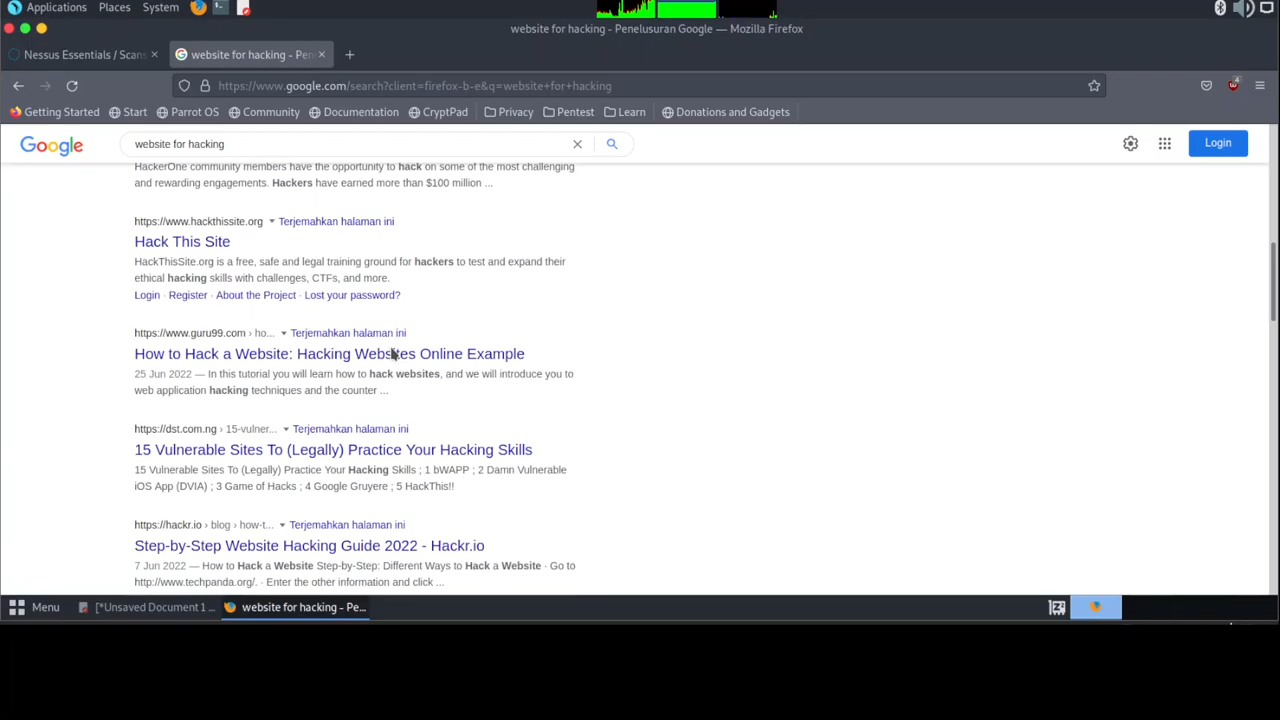 Applications Places System
website for hacking - Penelusuran Google — Mozilla Firefox
Nessus Essentials / Scans
website for hacking - Pen
https://www.google.com/search?client=firefox-b-e&q=website+for+hacking
4
Getting Started Start Parrot OS Community Documentation CryptPad Privacy Pentest Learn Donations and Gadgets
Google website for hacking Login
HackerOne community members have the opportunity to hack on some of the most challenging
and rewarding engagements. Hackers have earned more than $100 million ...
https://www.hackthissite.org Terjemahkan halaman ini
Hack This Site
HackThisSite.org is a free, safe and legal training ground for hackers to test and expand their
ethical hacking skills with challenges, CTFs, and more.
Login · Register · About the Project · Lost your password?
https://www.guru99.com › ho... Terjemahkan halaman ini
How to Hack a Website: Hacking Websites Online Example
25 Jun 2022 — In this tutorial you will learn how to hack websites, and we will introduce you to
web application hacking techniques and the counter ...
https://dst.com.ng › 15-vulner... Terjemahkan halaman ini
15 Vulnerable Sites To (Legally) Practice Your Hacking Skills
15 Vulnerable Sites To (Legally) Practice Your Hacking Skills ; 1 bWAPP ; 2 Damn Vulnerable
iOS App (DVIA) ; 3 Game of Hacks ; 4 Google Gruyere ; 5 HackThis!!
https://hackr.io › blog › how-t... Terjemahkan halaman ini
Step-by-Step Website Hacking Guide 2022 - Hackr.io
7 Jun 2022 — How to Hack a Website Step-by-Step: Different Ways to Hack a Website · Go to
http://www.techpanda.org/. · Enter the other information and click ...
Menu [*Unsaved Document 1 ... website for hacking - Pe...